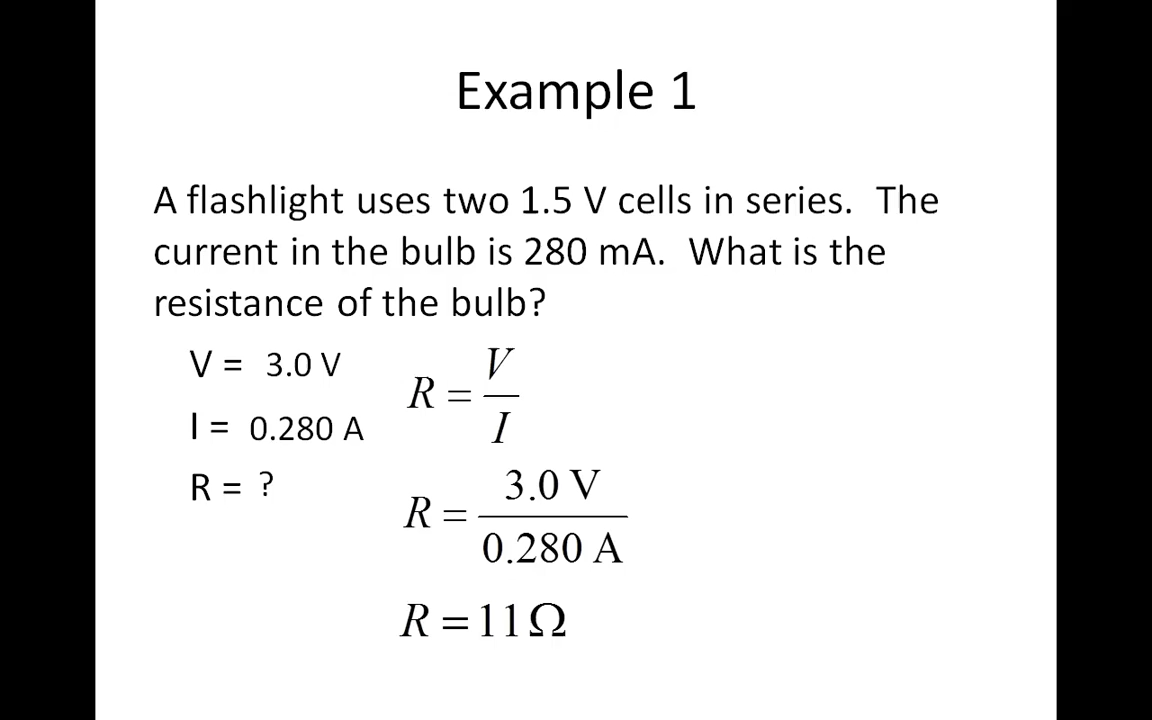 Example 1
A flashlight uses two 1.5 V cells in series.  The
current in the bulb is 280 mA.  What is the
resistance of the bulb?
V = 3.0 V
I = 0.280 A
R = ?
R = V/I
R = 3.0 V/0.280 A
R = 11 Ω